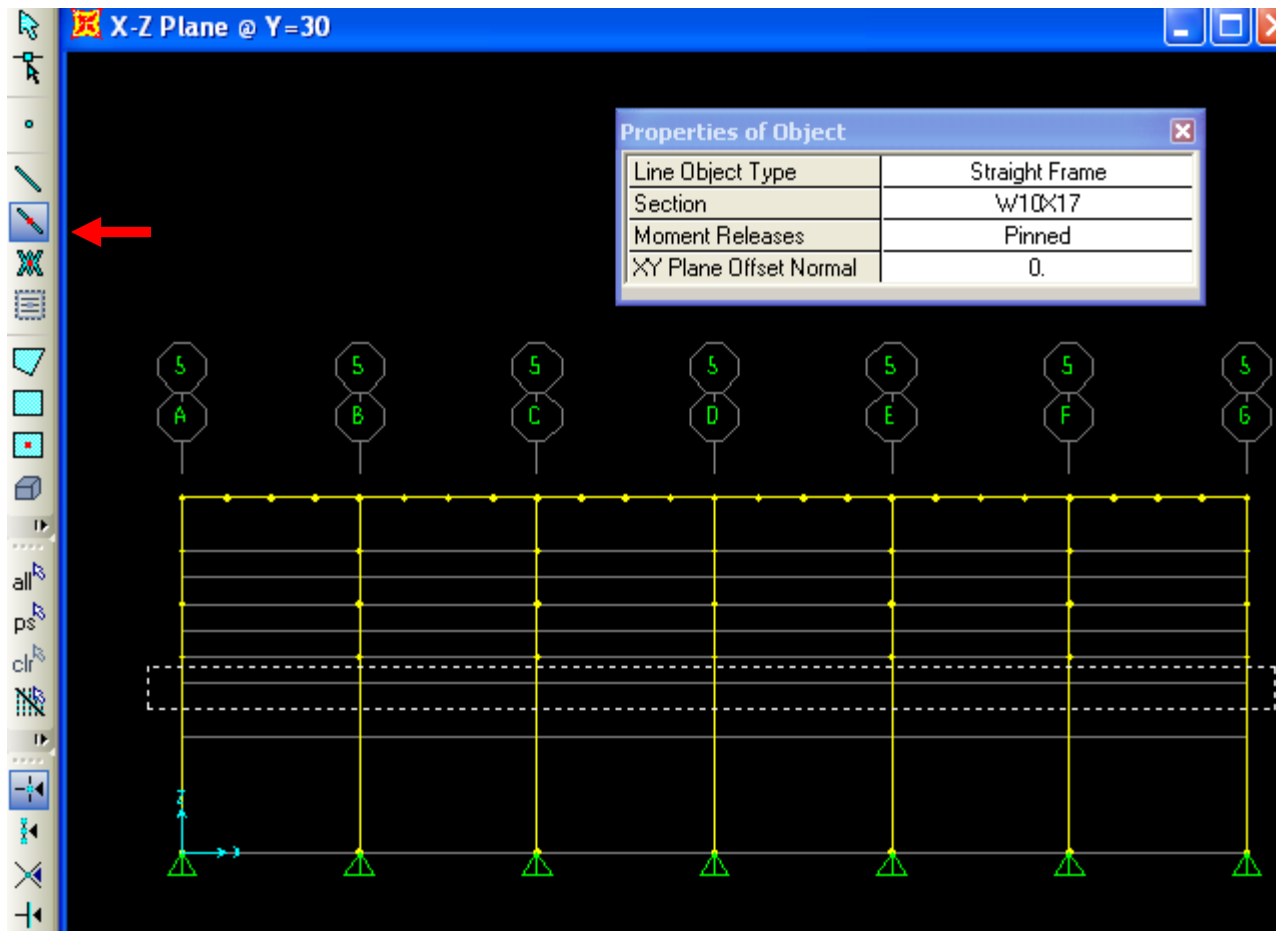 X-Z Plane @ Y=30
Properties of Object
Line Object Type Straight Frame
Section W10X17
Moment Releases Pinned
XY Plane Offset Normal 0.
5 5 5 5 5 5 5
A B C D E F G
all
ps
clr
Z